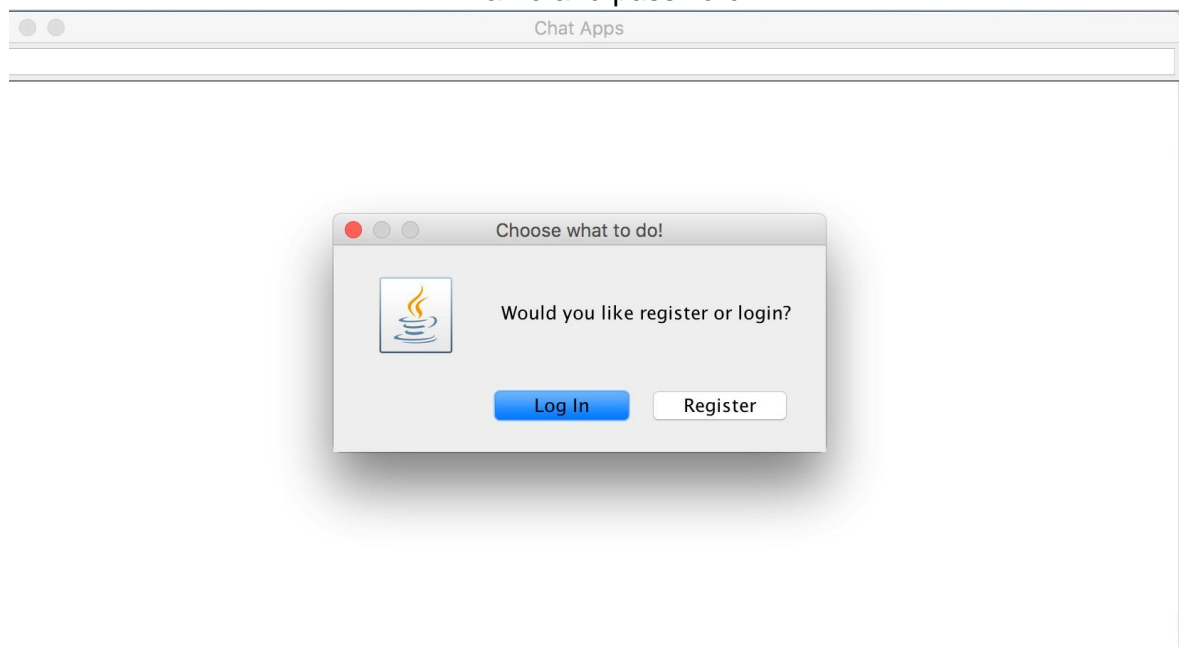 Chat Apps
Choose what to do!
Would you like register or login?
Log In
Register